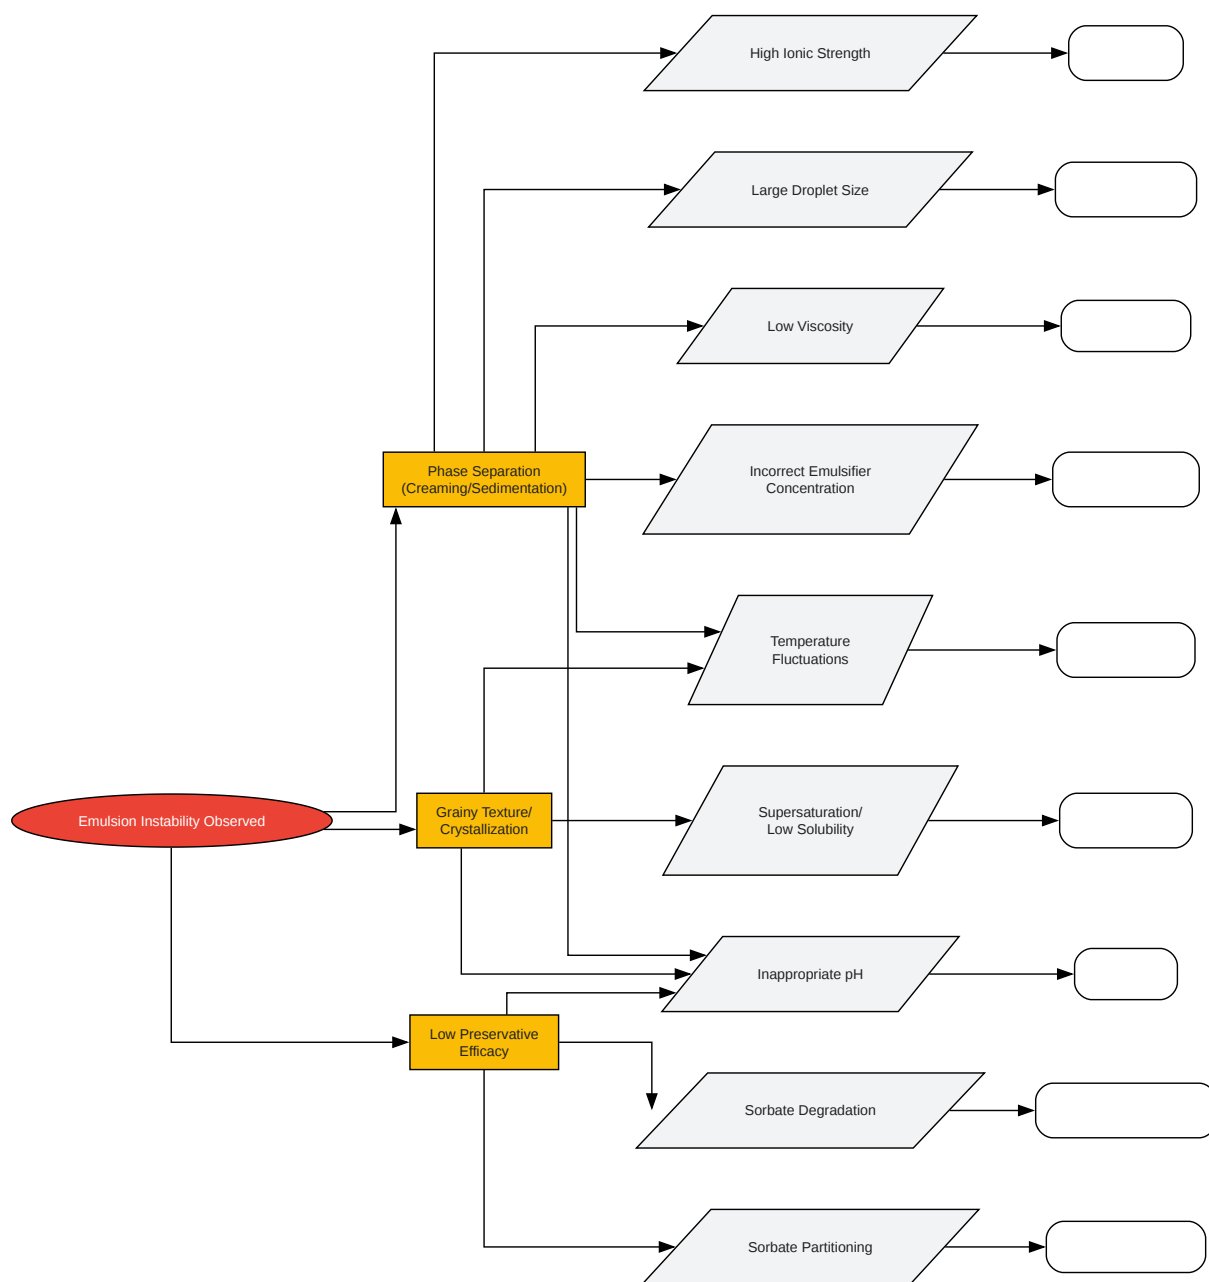 High Ionic Strength
Large Droplet Size
Low Viscosity
Phase Separation
(Creaming/Sedimentation)
Incorrect Emulsifier
Concentration
Temperature
Fluctuations
Emulsion Instability Observed
Grainy Texture/
Crystallization
Supersaturation/
Low Solubility
Inappropriate pH
Low Preservative
Efficacy
Sorbate Degradation
Sorbate Partitioning